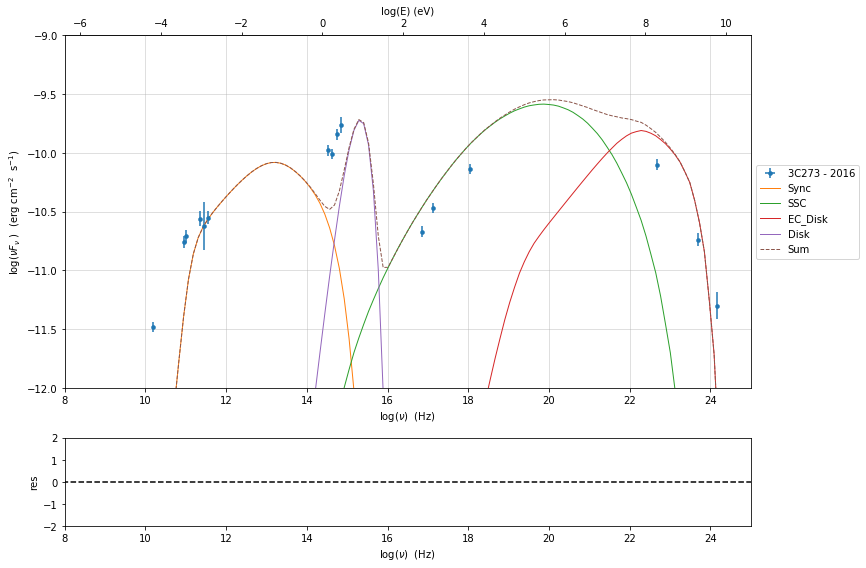 log(E) (eV)
−6 −4 −2 0 2 4 6 8 10
−9.0
−9.5
−10.0
−10.5
−11.0
−11.5
−12.0
log(νFν ) (erg cm−2 s−1)
8 10 12 14 16 18 20 22 24
log(ν) (Hz)
3C273 - 2016
Sync
SSC
EC_Disk
Disk
Sum
2
1
0
−1
−2
res
8 10 12 14 16 18 20 22 24
log(ν) (Hz)